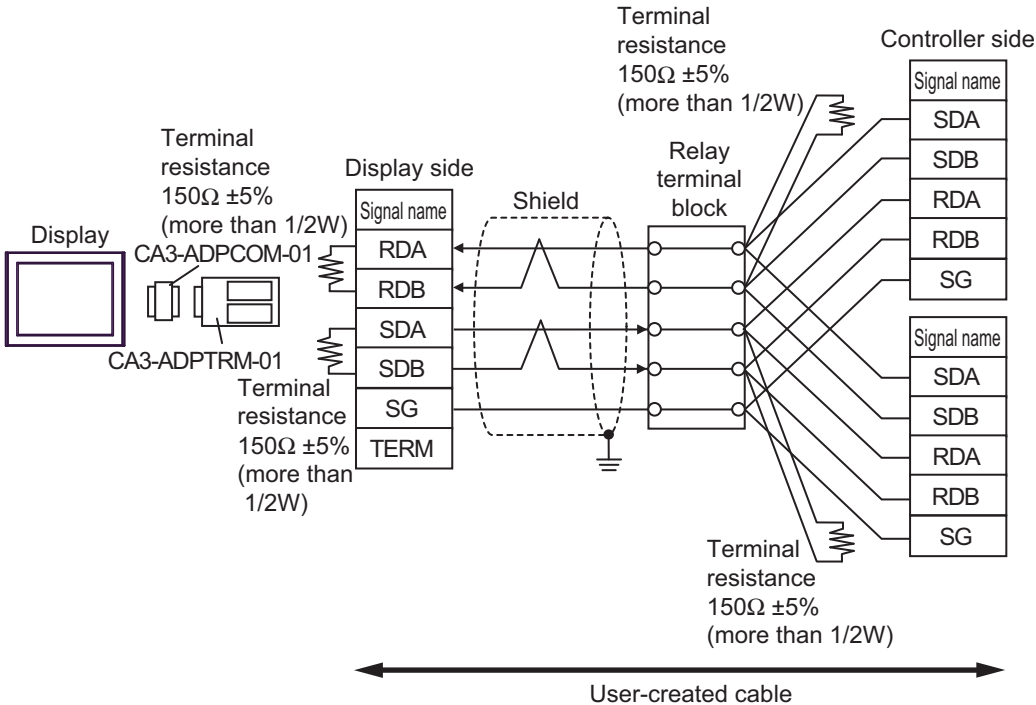 Terminal
resistance
150Ω ±5%
(more than 1/2W)
Controller side
Signal name
SDA
SDB
RDA
RDB
SG
Terminal
resistance
150Ω ±5%
(more than 1/2W)
Display side
Signal name
RDA
RDB
SDA
SDB
SG
TERM
Shield
Relay
terminal
block
Display
CA3-ADPCOM-01
CA3-ADPTRM-01
Terminal
resistance
150Ω ±5%
(more than
1/2W)
Signal name
SDA
SDB
RDA
RDB
SG
Terminal
resistance
150Ω ±5%
(more than 1/2W)
User-created cable